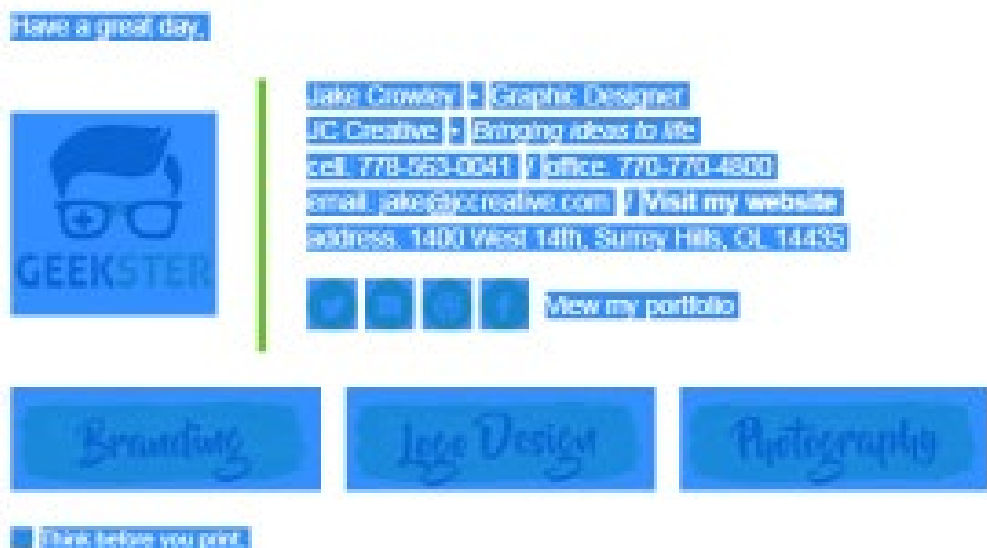 Have a great day,
Jake Crowley • Graphic Designer
JC Creative • Bringing ideas to life
cell. 778-553-0041 / office. 770-770-4800
email. jake@jccreative.com / Visit my website
address. 1400 West 14th, Surrey Hills, OL 14435
GEEKSTER
View my portfolio
Branding Logo Design Photography
Think before you print.